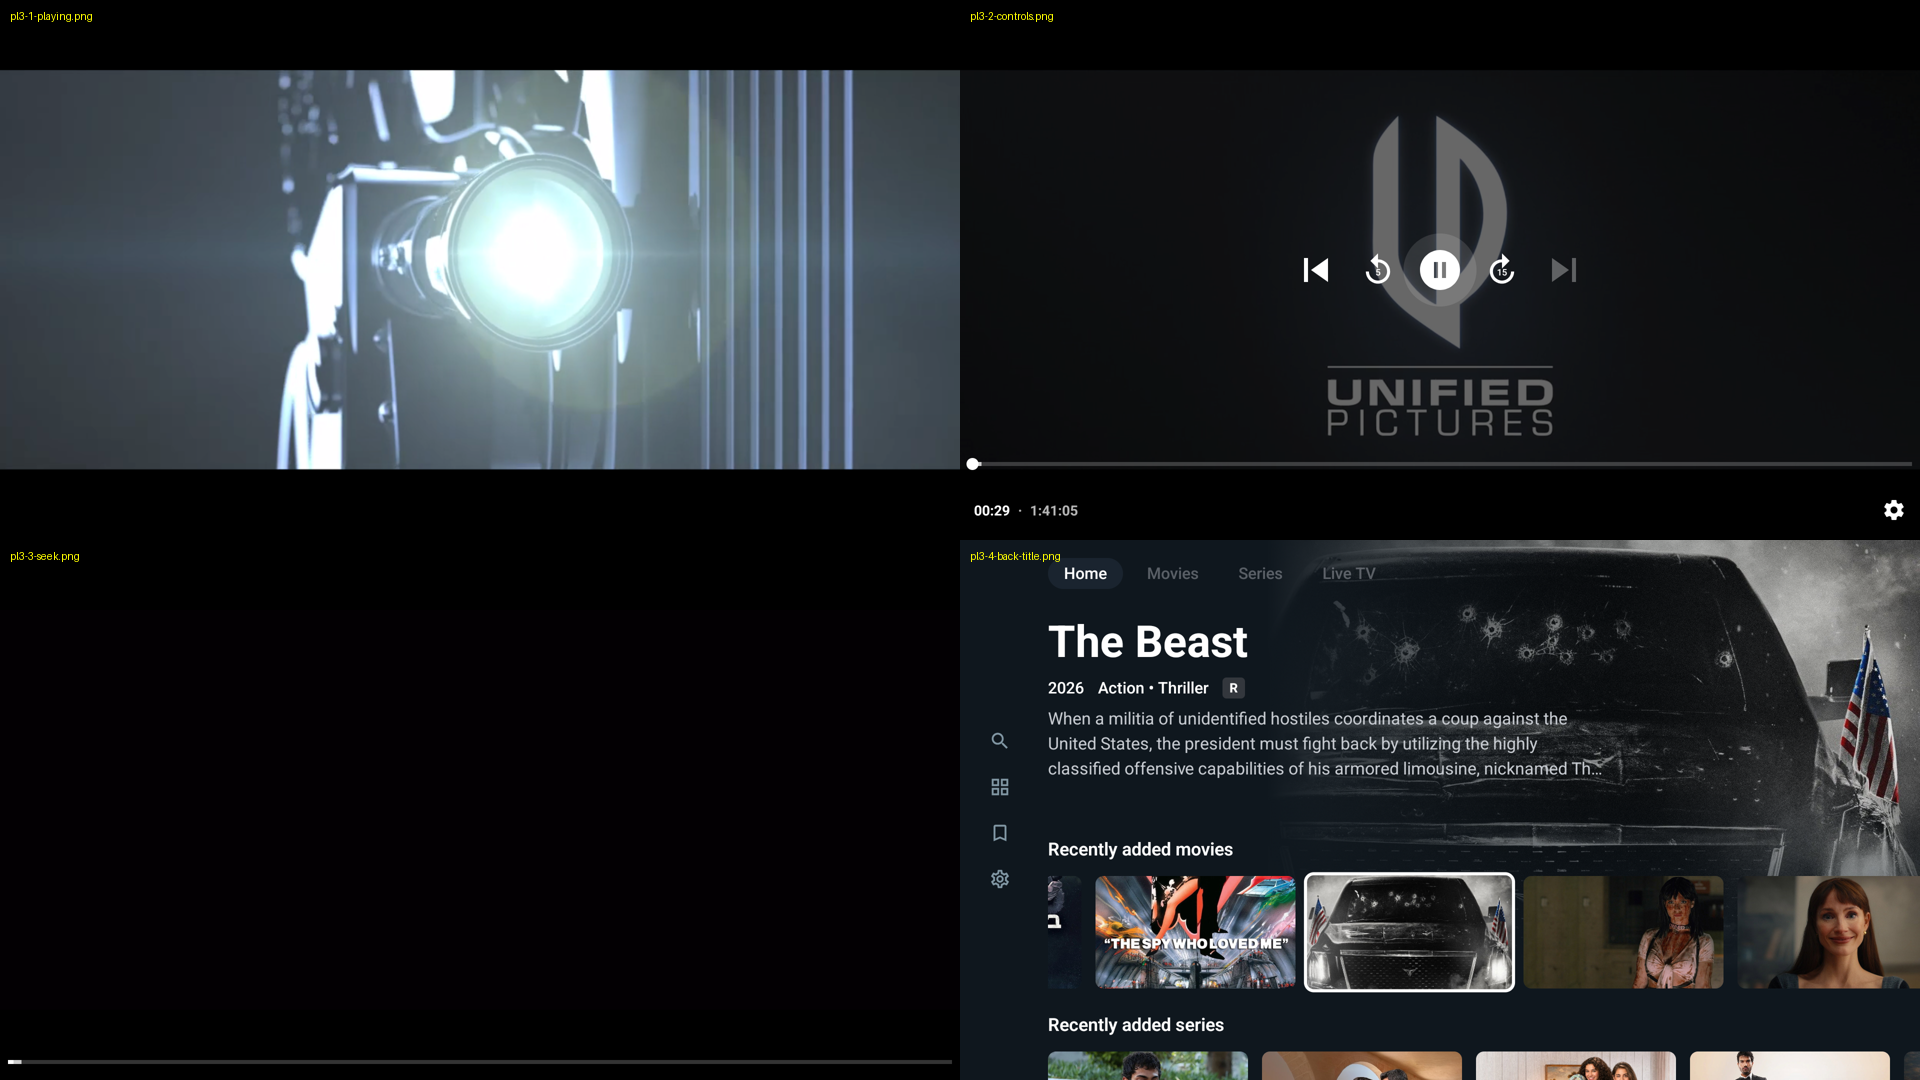 pl3-1-playing.png
pl3-2-controls.png
5
15
UNIFIED
PICTURES
00:29 · 1:41:05
pl3-3-seek.png
pl3-4-back-title.png
Home Movies Series Live TV
The Beast
2026 Action • Thriller R
When a militia of unidentified hostiles coordinates a coup against the
United States, the president must fight back by utilizing the highly
classified offensive capabilities of his armored limousine, nicknamed Th…
Recently added movies
"THE SPY WHO LOVED ME"
Recently added series